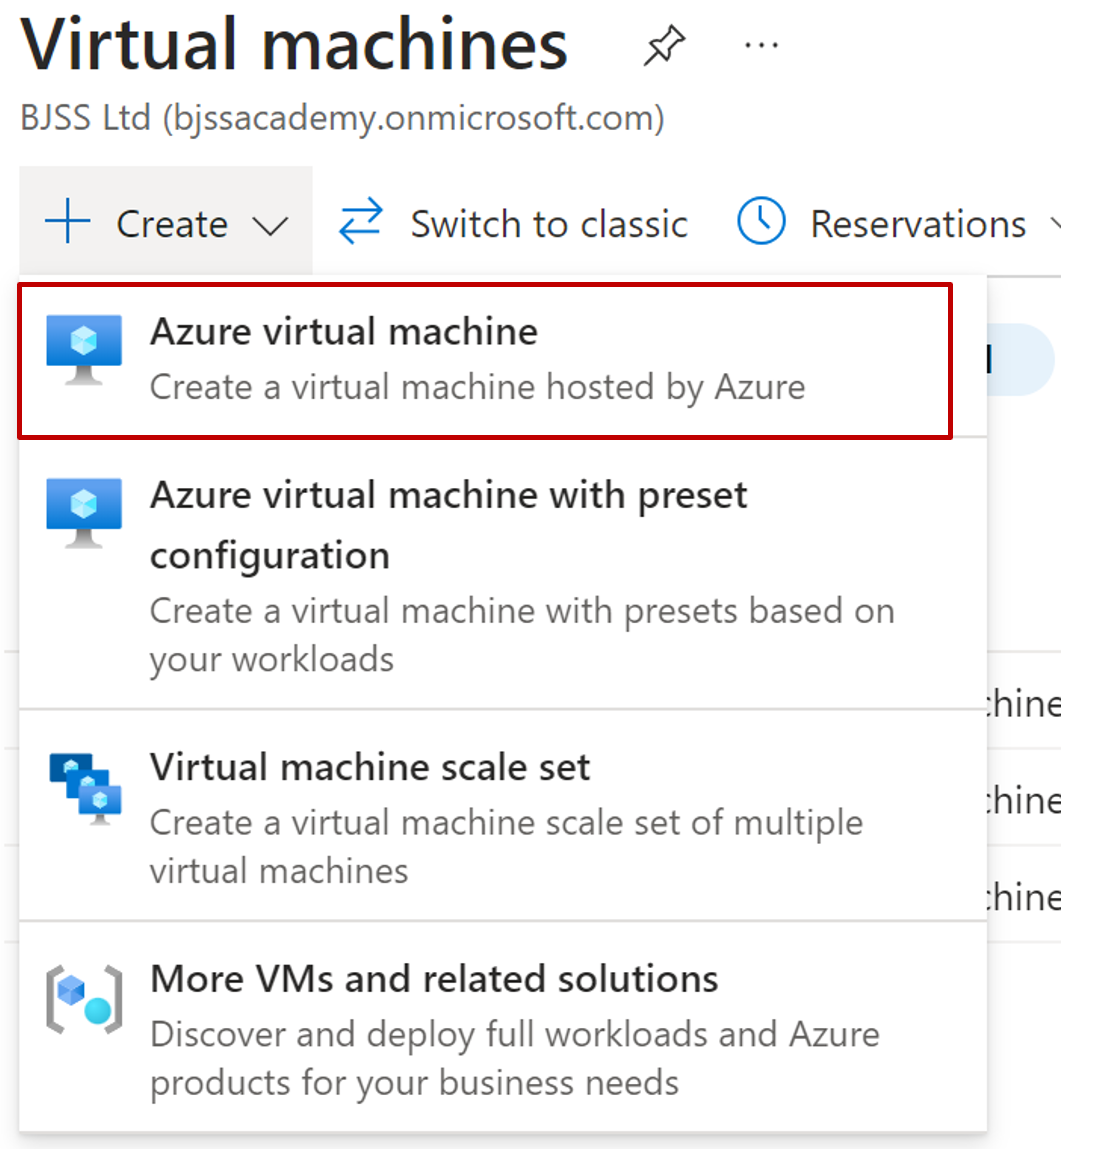 Virtual machines
BJSS Ltd (bjssacademy.onmicrosoft.com)
Create
Switch to classic
Reservations
Azure virtual machine
Create a virtual machine hosted by Azure
Azure virtual machine with preset
configuration
Create a virtual machine with presets based on
your workloads
Virtual machine scale set
Create a virtual machine scale set of multiple
virtual machines
More VMs and related solutions
Discover and deploy full workloads and Azure
products for your business needs